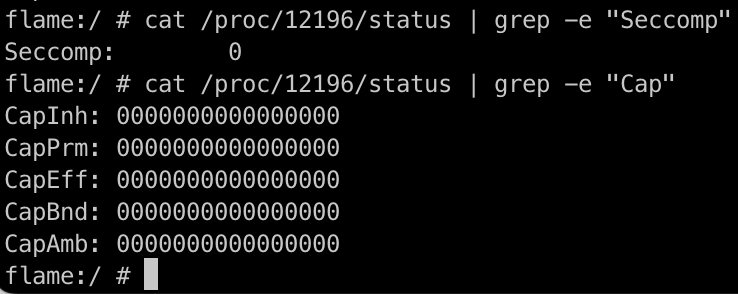 flame:/ # cat /proc/12196/status | grep -e "Seccomp"
Seccomp:        0
flame:/ # cat /proc/12196/status | grep -e "Cap"
CapInh: 0000000000000000
CapPrm: 0000000000000000
CapEff: 0000000000000000
CapBnd: 0000000000000000
CapAmb: 0000000000000000
flame:/ #